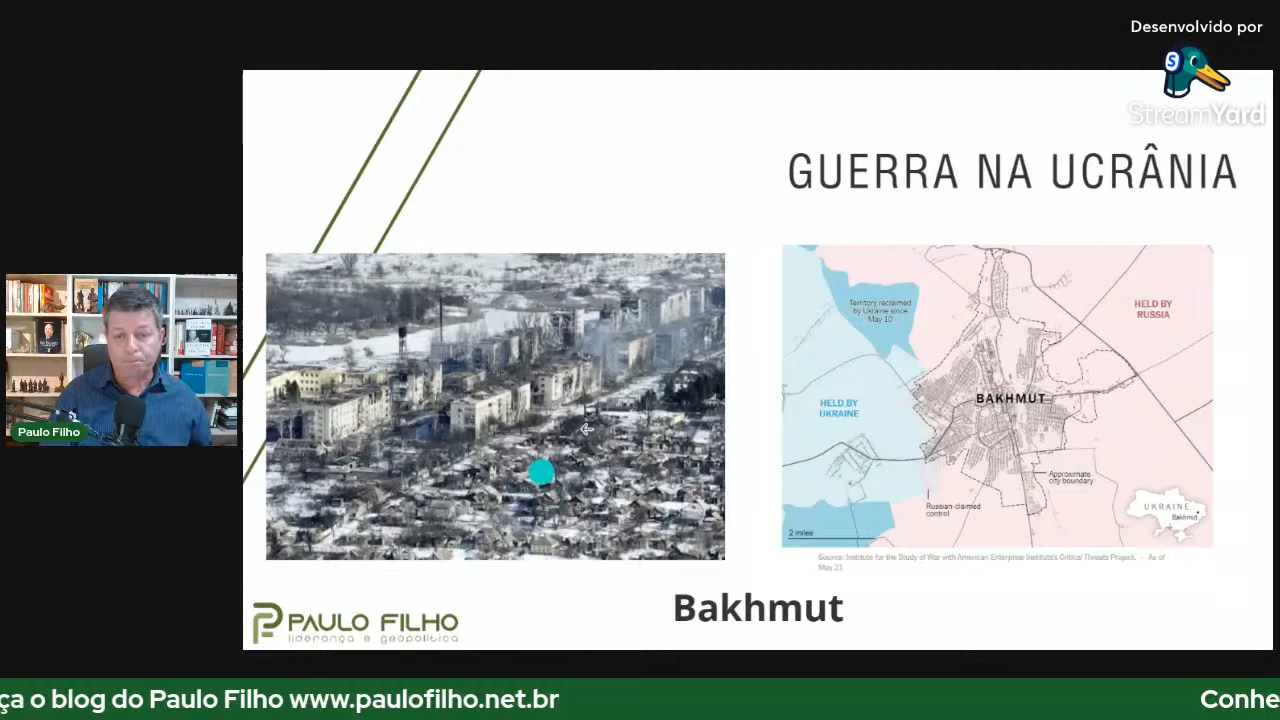 Desenvolvido por
StreamYard
GUERRA NA UCRÂNIA
Territory reclaimed
by Ukraine since
May 10
HELD BY
RUSSIA
HELD BY
UKRAINE
BAKHMUT
Approximate
city boundary
Russian-claimed
control
UKRAINE
Bakhmut
2 miles
Source: Institute for the Study of War with American Enterprise Institute's Critical Threats Project. · As of
May 21
Bakhmut
PAULO FILHO
liderança e geopolítica
Paulo Filho
ça o blog do Paulo Filho www.paulofilho.net.br
Conhe